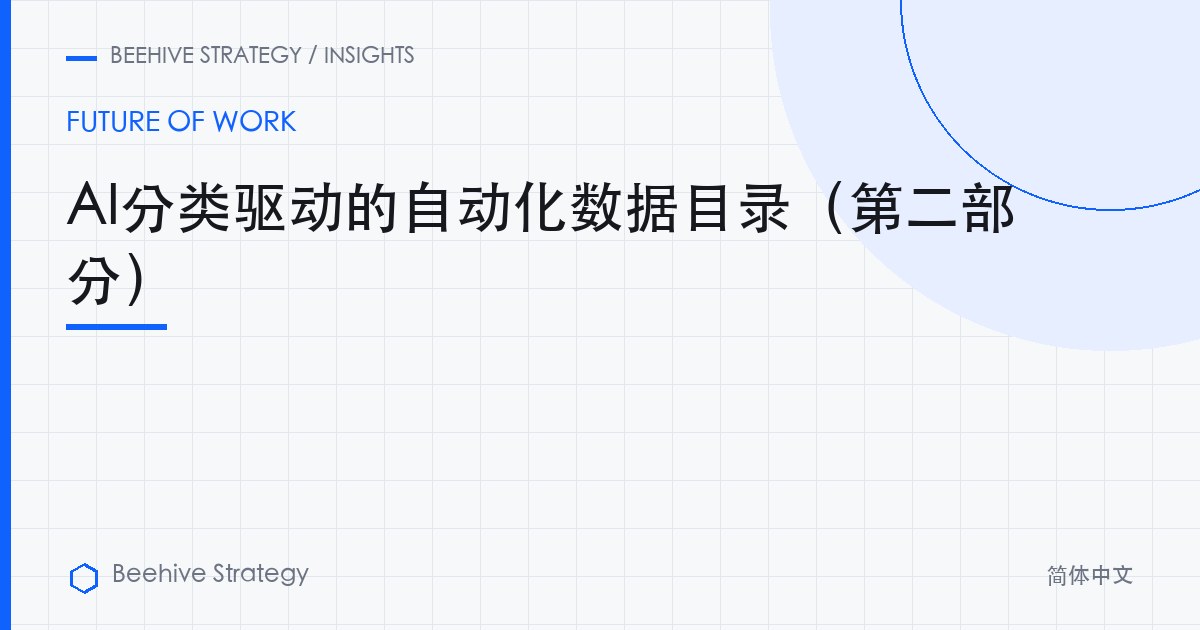 BEEHIVE STRATEGY / INSIGHTS
FUTURE OF WORK
AI分类驱动的自动化数据目录（第二部
分）
Beehive Strategy
简体中文